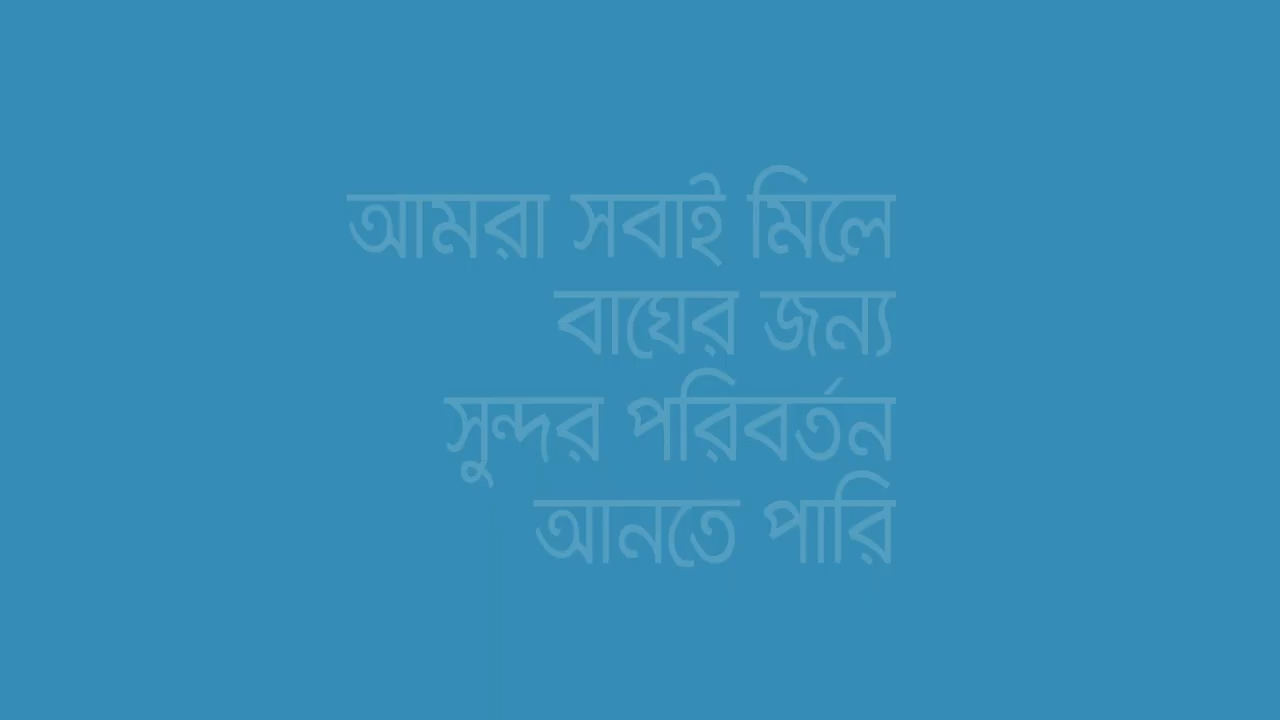 আমরা সবাই মিলে
বাঘের জন্য
সুন্দর পরিবর্তন
আনতে পারি